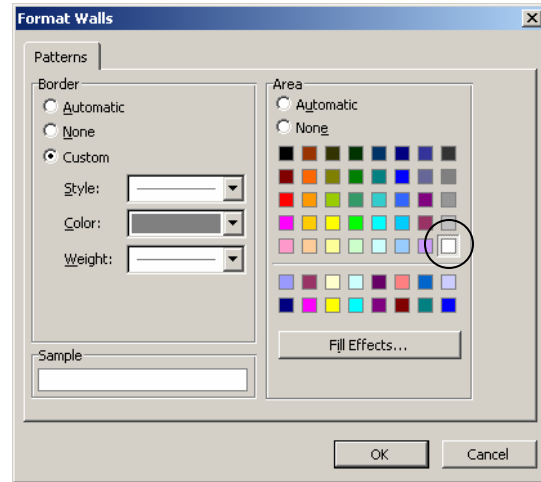 Format Walls
Patterns
Border
Automatic
None
Custom
Style:
Color:
Weight:
Sample
Area
Automatic
None
Fill Effects...
OK
Cancel